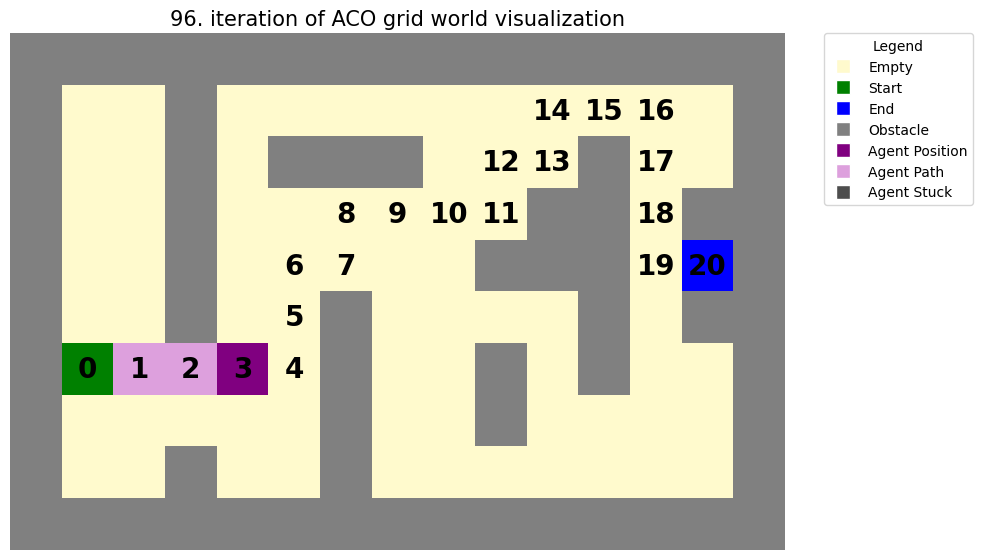 96. iteration of ACO grid world visualization
Legend
Empty
Start
End
Obstacle
Agent Position
Agent Path
Agent Stuck
14 15 16
12 13 17
8 9 10 11 18
6 7 19 20
5
0 1 2 3 4